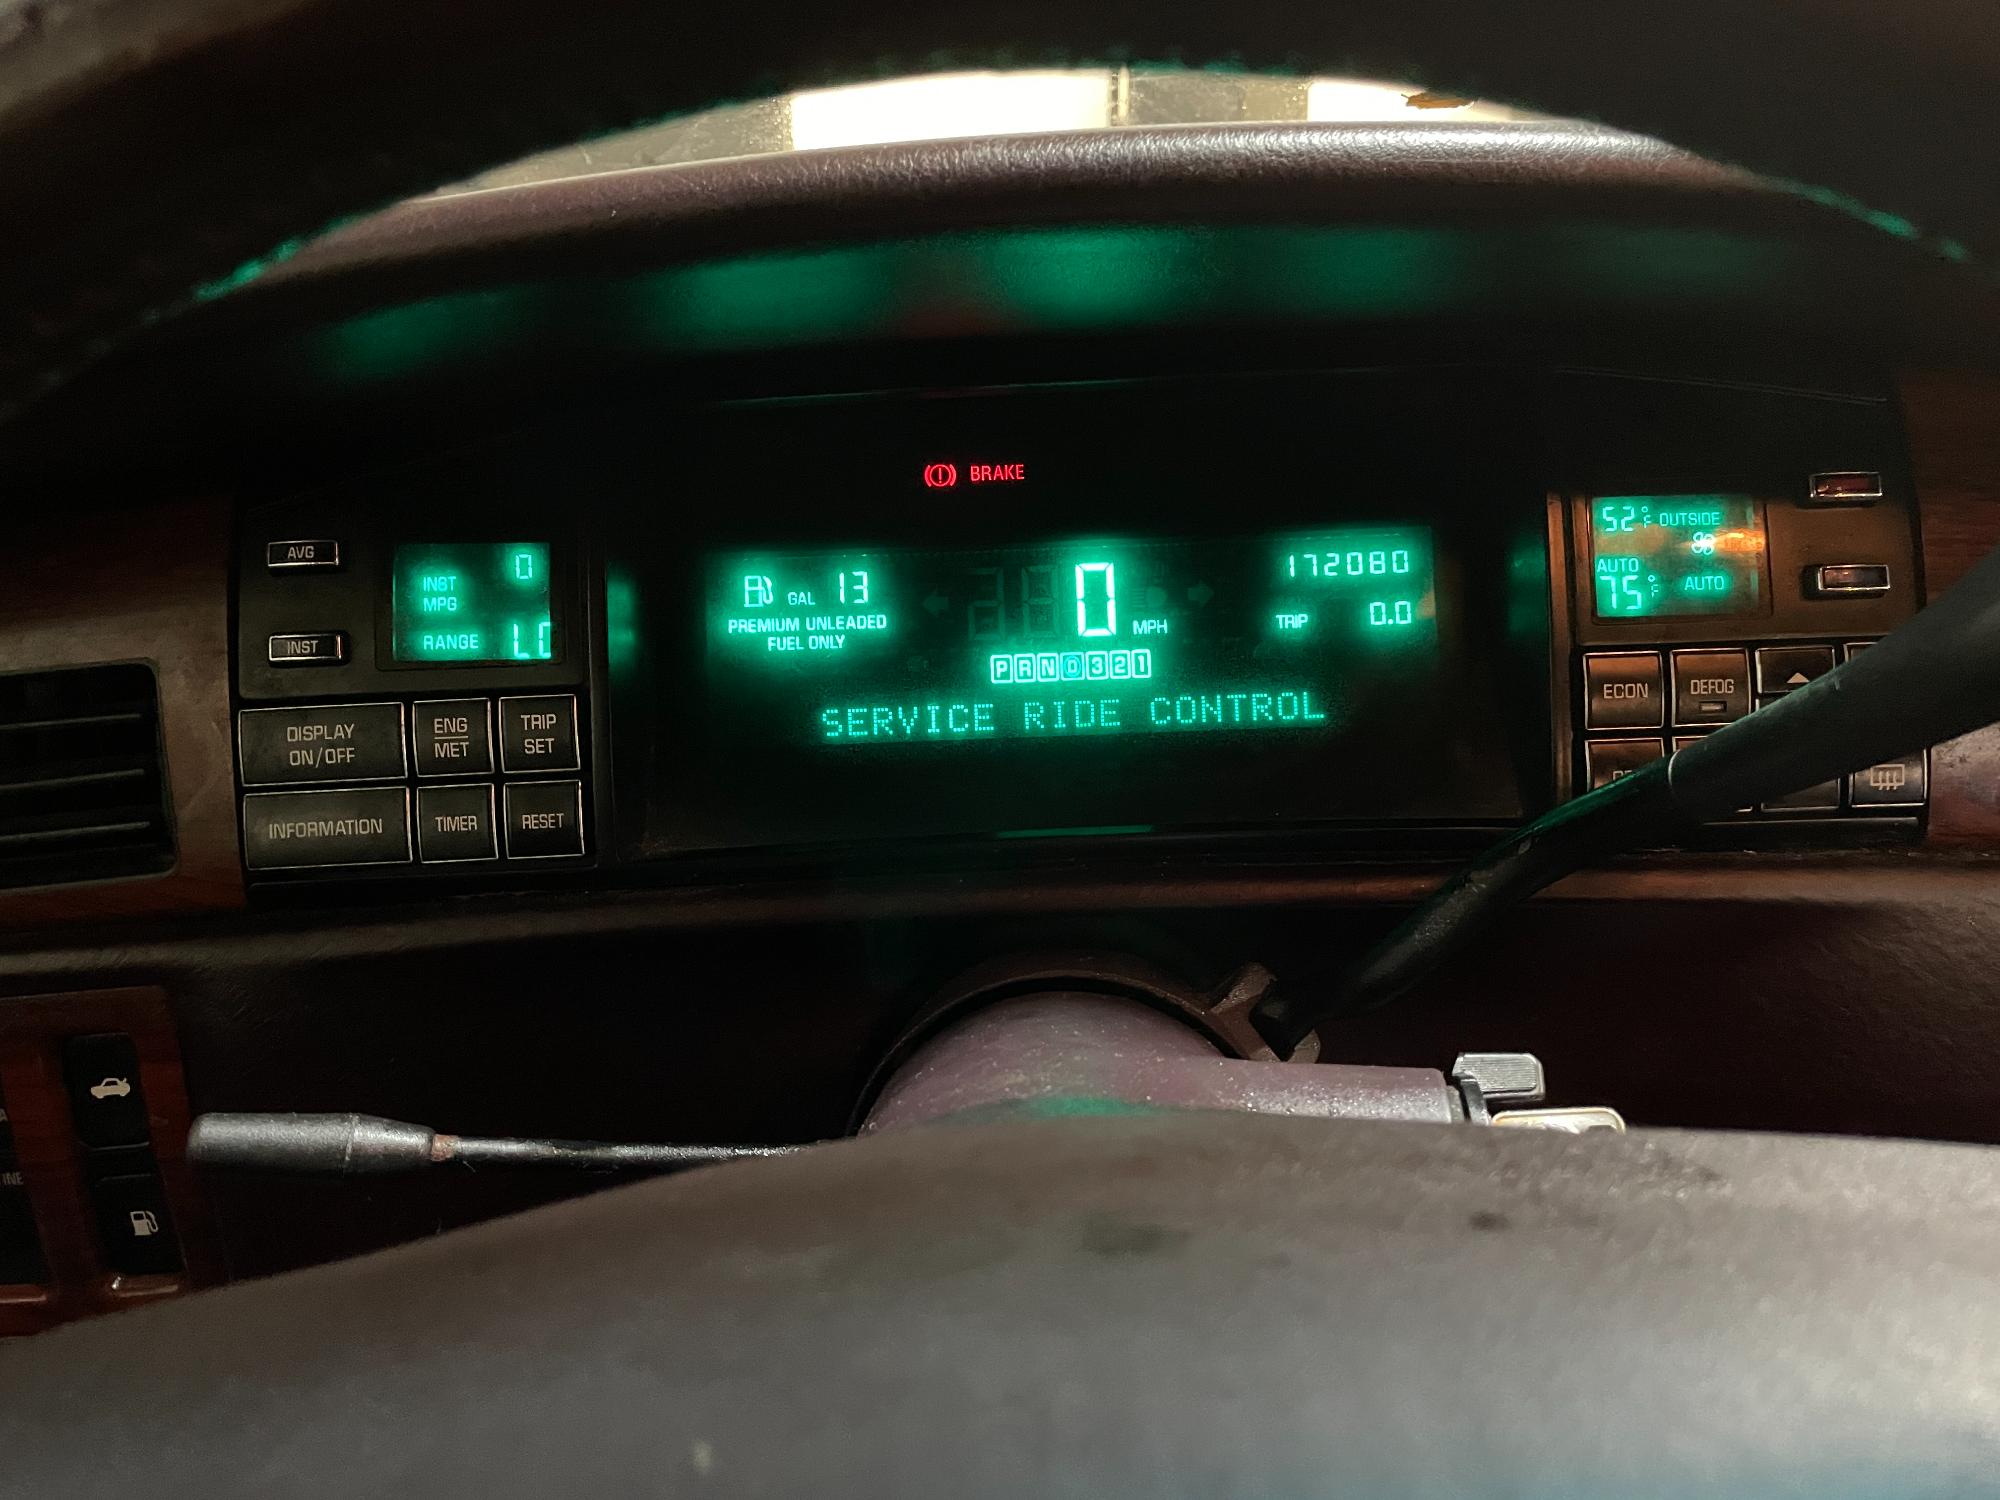 BRAKE
AVG
INST
INST
MPG
0
RANGE
GAL 13
PREMIUM UNLEADED
FUEL ONLY
0 MPH
172080
TRIP 0.0
PRND321
SERVICE RIDE CONTROL
52°F OUTSIDE
AUTO
75°F AUTO
DISPLAY
ON/OFF
ENG
MET
TRIP
SET
INFORMATION
TIMER
RESET
ECON
DEFOG